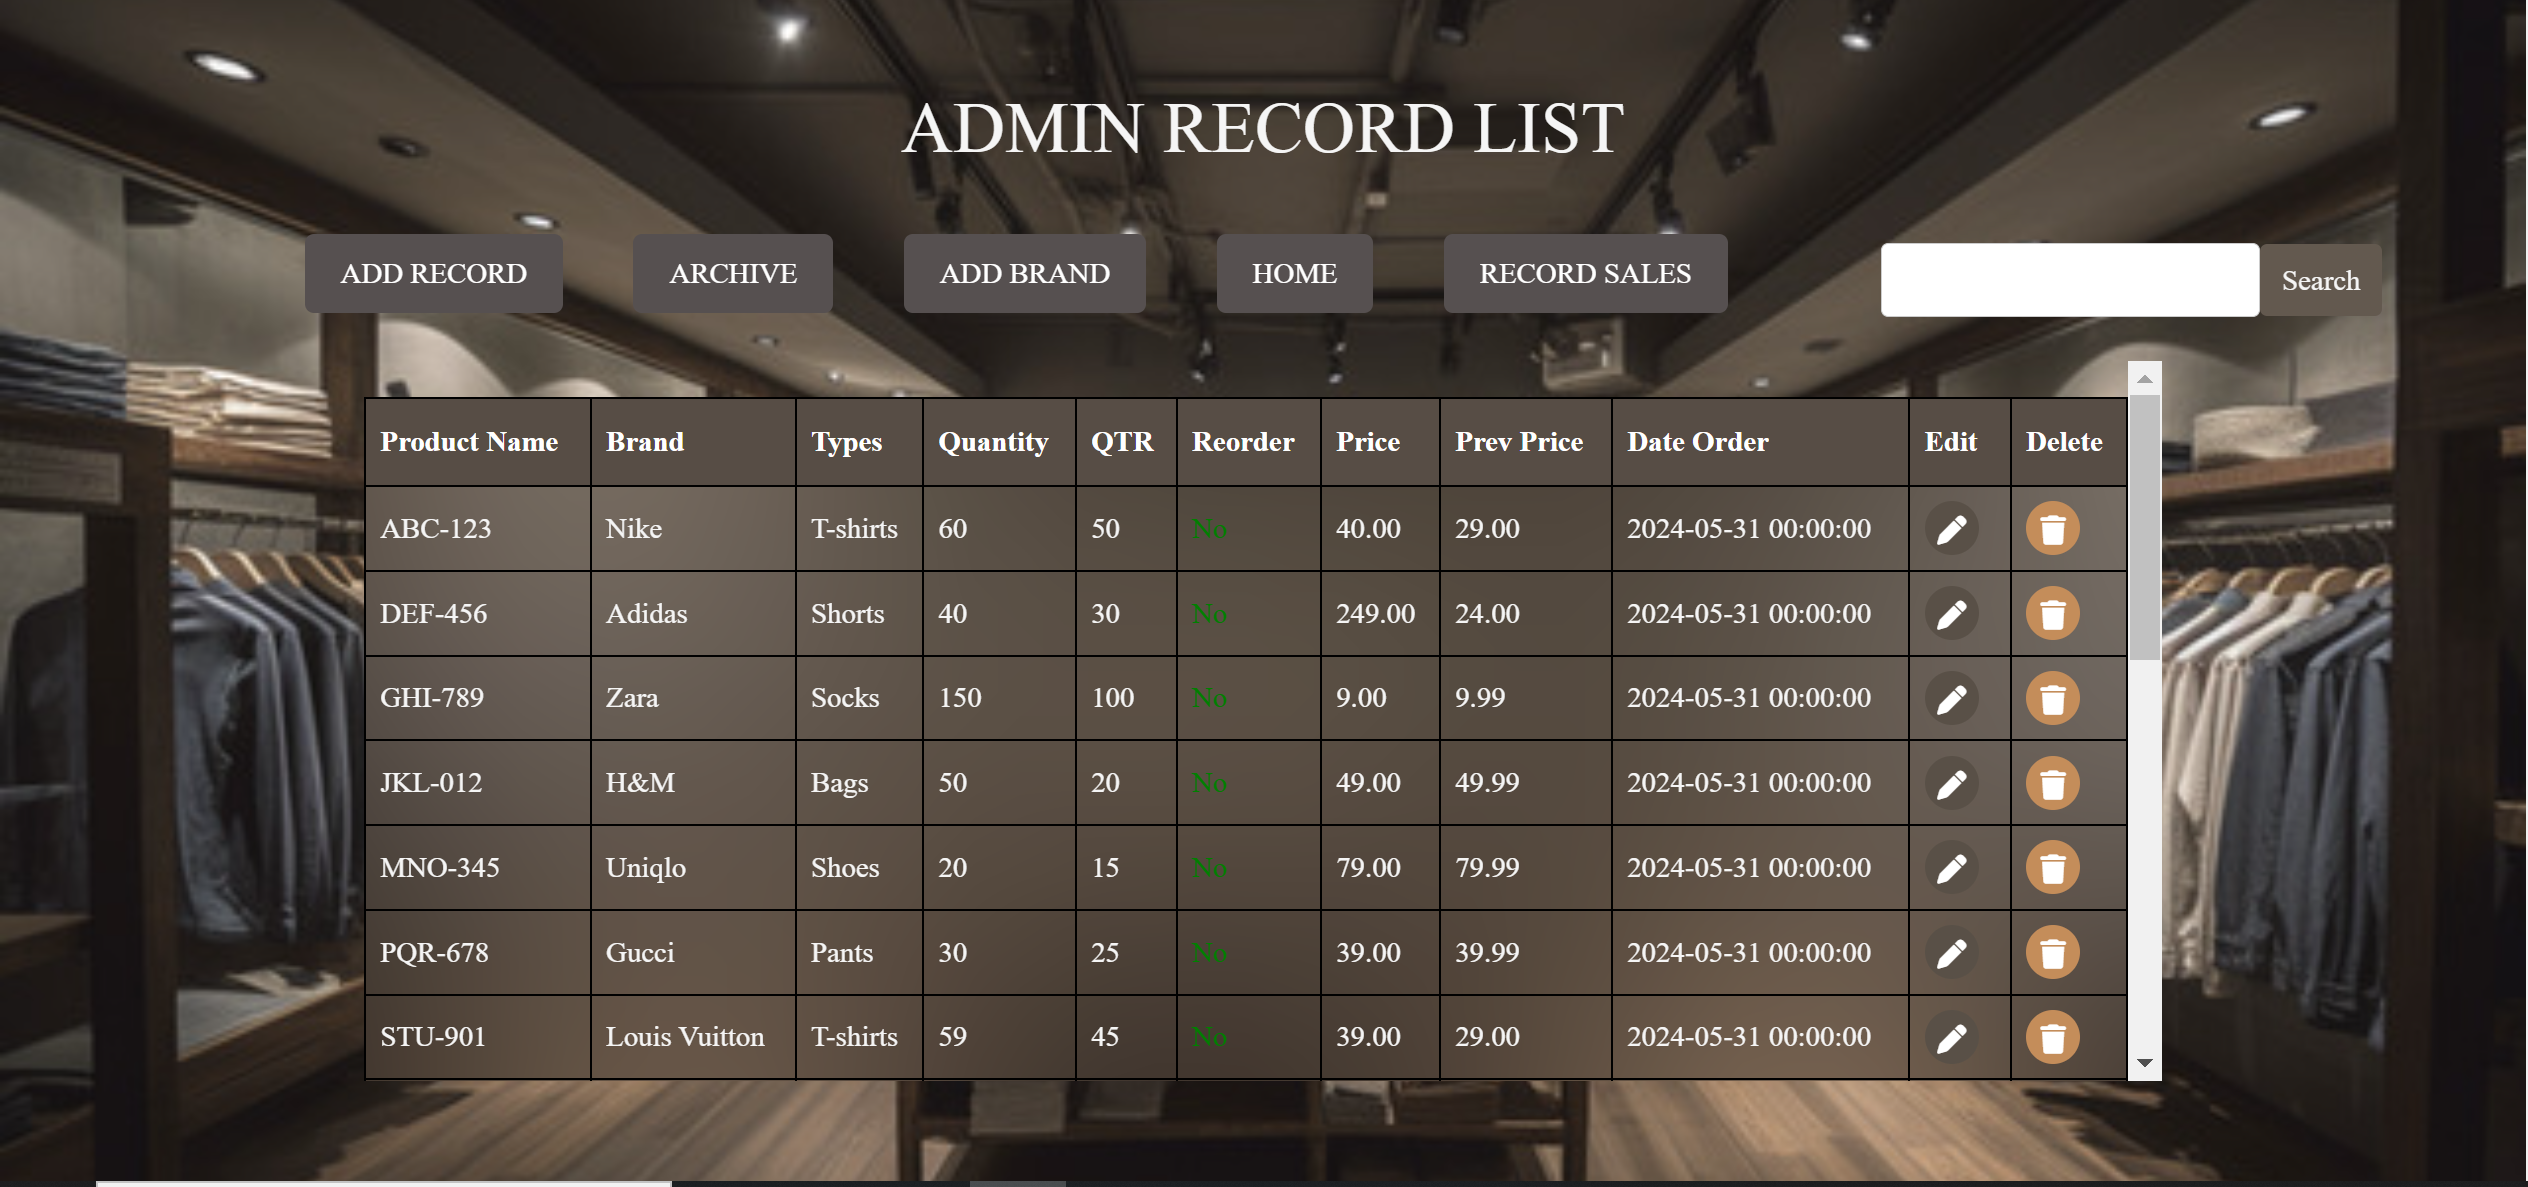 ADMIN RECORD LIST
ADD RECORD ARCHIVE ADD BRAND HOME RECORD SALES Search
Product Name Brand Types Quantity QTR Reorder Price Prev Price Date Order Edit Delete
ABC-123 Nike T-shirts 60 50 No 40.00 29.00 2024-05-31 00:00:00
DEF-456 Adidas Shorts 40 30 No 249.00 24.00 2024-05-31 00:00:00
GHI-789 Zara Socks 150 100 No 9.00 9.99 2024-05-31 00:00:00
JKL-012 H&M Bags 50 20 No 49.00 49.99 2024-05-31 00:00:00
MNO-345 Uniqlo Shoes 20 15 No 79.00 79.99 2024-05-31 00:00:00
PQR-678 Gucci Pants 30 25 No 39.00 39.99 2024-05-31 00:00:00
STU-901 Louis Vuitton T-shirts 59 45 No 39.00 29.00 2024-05-31 00:00:00